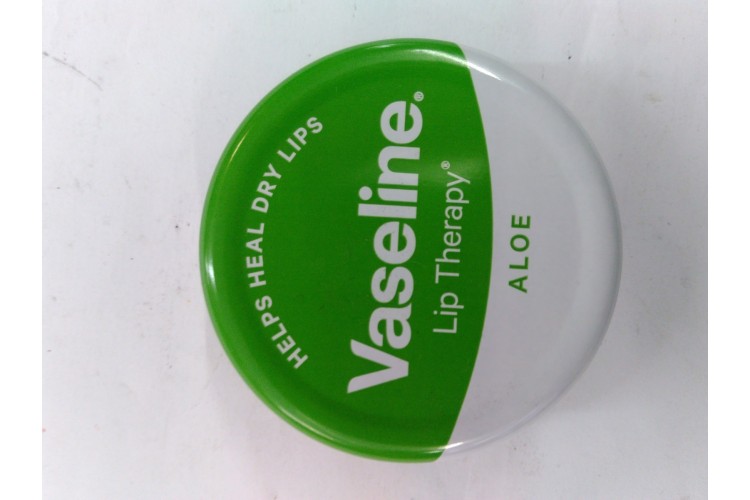 HELPS HEAL DRY LIPS
Vaseline®
Lip Therapy®
ALOE